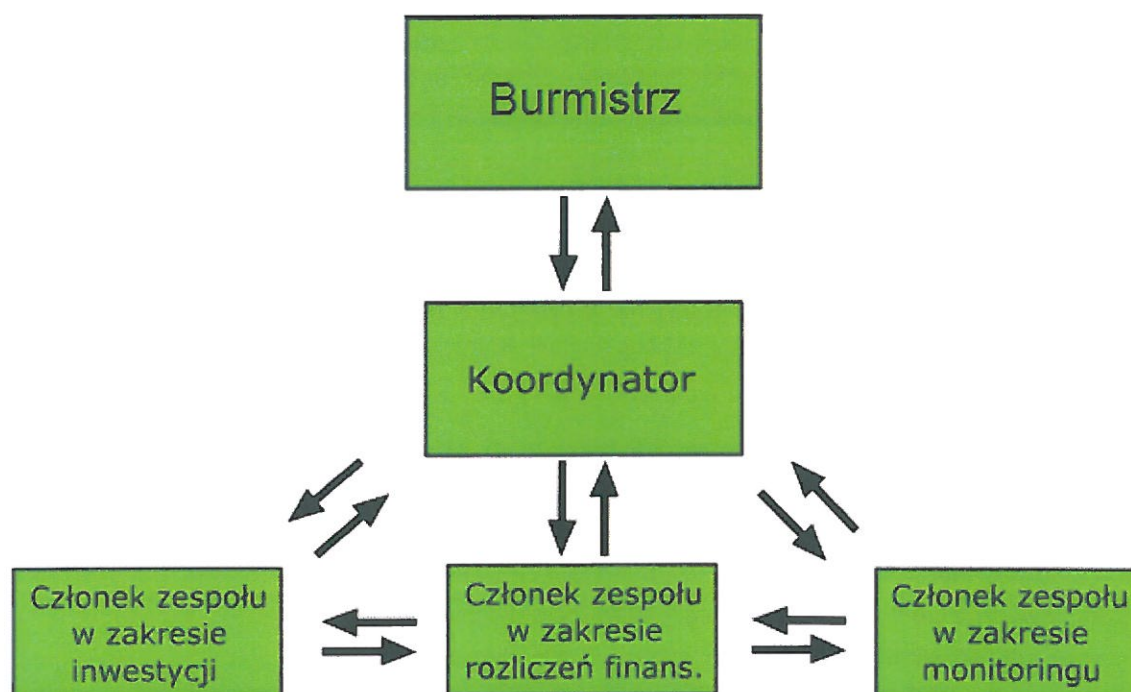 Burmistrz
Koordynator
Członek zespołu
w zakresie
inwestycji
Członek zespołu
w zakresie
rozliczeń finans.
Członek zespołu
w zakresie
monitoringu